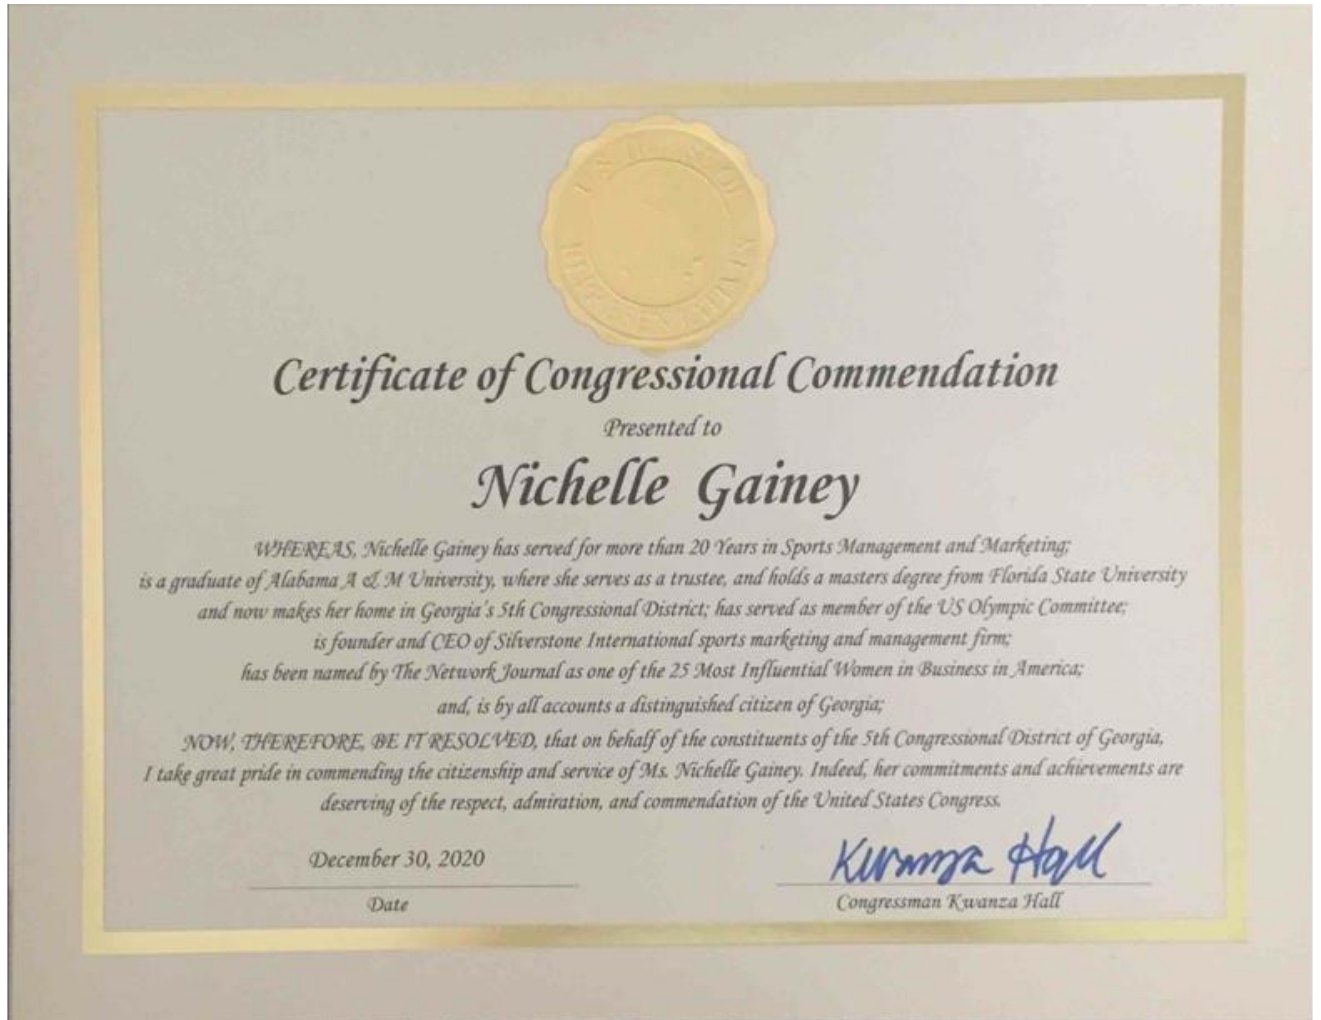 U.S. HOUSE OF
REPRESENTATIVES
Certificate of Congressional Commendation
Presented to
Nichelle Gainey
WHEREAS, Nichelle Gainey has served for more than 20 Years in Sports Management and Marketing;
is a graduate of Alabama A & M University, where she serves as a trustee, and holds a masters degree from Florida State University
and now makes her home in Georgia's 5th Congressional District; has served as member of the US Olympic Committee;
is founder and CEO of Silverstone International sports marketing and management firm;
has been named by The Network Journal as one of the 25 Most Influential Women in Business in America;
and, is by all accounts a distinguished citizen of Georgia;
NOW, THEREFORE, BE IT RESOLVED, that on behalf of the constituents of the 5th Congressional District of Georgia,
I take great pride in commending the citizenship and service of Ms. Nichelle Gainey. Indeed, her commitments and achievements are
deserving of the respect, admiration, and commendation of the United States Congress.
December 30, 2020
Kwanza Hall
Date
Congressman Kwanza Hall